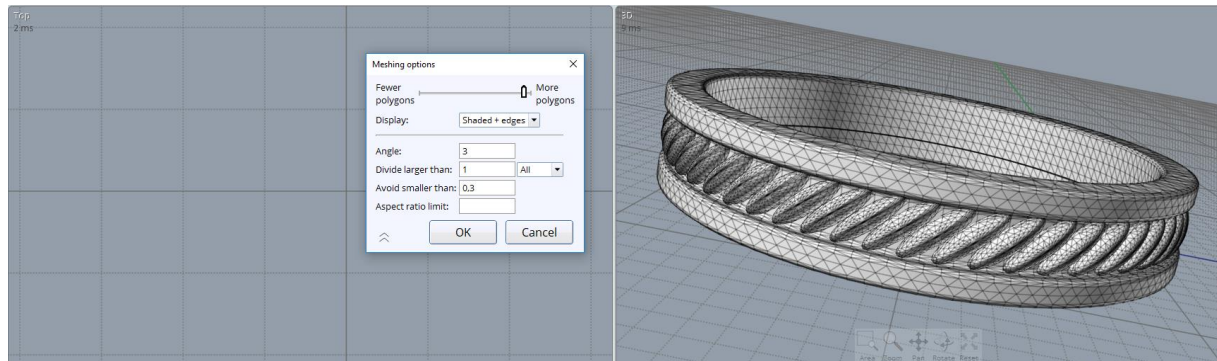 Top
2 ms
Meshing options
Fewer
polygons
More
polygons
Display:
Shaded + edges
Angle:
3
Divide larger than:
1
All
Avoid smaller than:
0,3
Aspect ratio limit:
OK
Cancel
3D
9 ms
Area
Zoom
Pan
Rotate
Reset